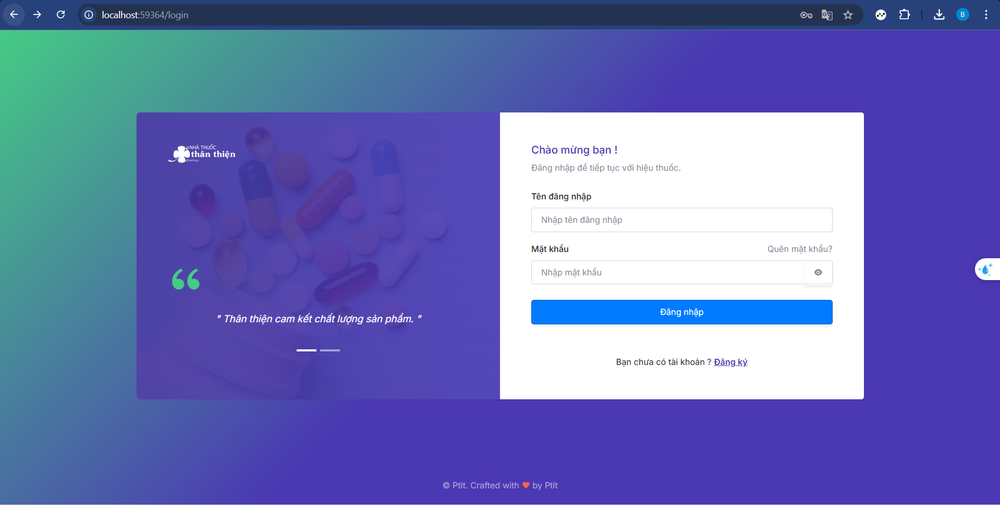 localhost:59364/login
B
NHÀ THUỐC
thân thiện
pharmacy
" Thân thiện cam kết chất lượng sản phẩm. "
Chào mừng bạn !
Đăng nhập để tiếp tục với hiệu thuốc.
Tên đăng nhập
Nhập tên đăng nhập
Mật khẩu Quên mật khẩu?
Nhập mật khẩu
Đăng nhập
Bạn chưa có tài khoản ? Đăng ký
© Ptit. Crafted with ❤ by Ptit